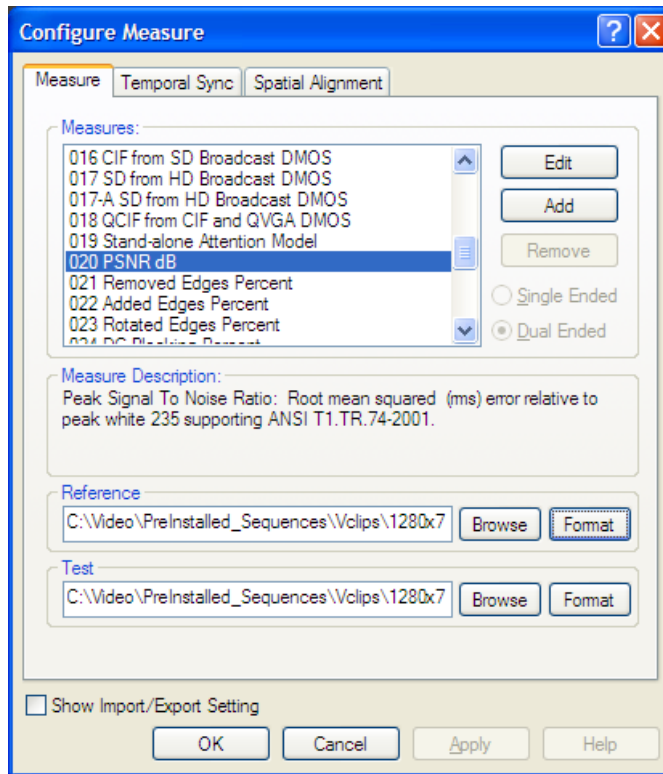 Configure Measure
Measure
Temporal Sync
Spatial Alignment
Measures:
016 CIF from SD Broadcast DMOS
017 SD from HD Broadcast DMOS
017-A SD from HD Broadcast DMOS
018 QCIF from CIF and QVGA DMOS
019 Stand-alone Attention Model
020 PSNR dB
021 Removed Edges Percent
022 Added Edges Percent
023 Rotated Edges Percent
024 DC Blocking Percent
Edit
Add
Remove
Single Ended
Dual Ended
Measure Description:
Peak Signal To Noise Ratio: Root mean squared (rms) error relative to
peak white 235 supporting ANSI T1.TR.74-2001.
Reference
C:\Video\PreInstalled_Sequences\Vclips\1280x7
Browse
Format
Test
C:\Video\PreInstalled_Sequences\Vclips\1280x7
Browse
Format
Show Import/Export Setting
OK
Cancel
Apply
Help